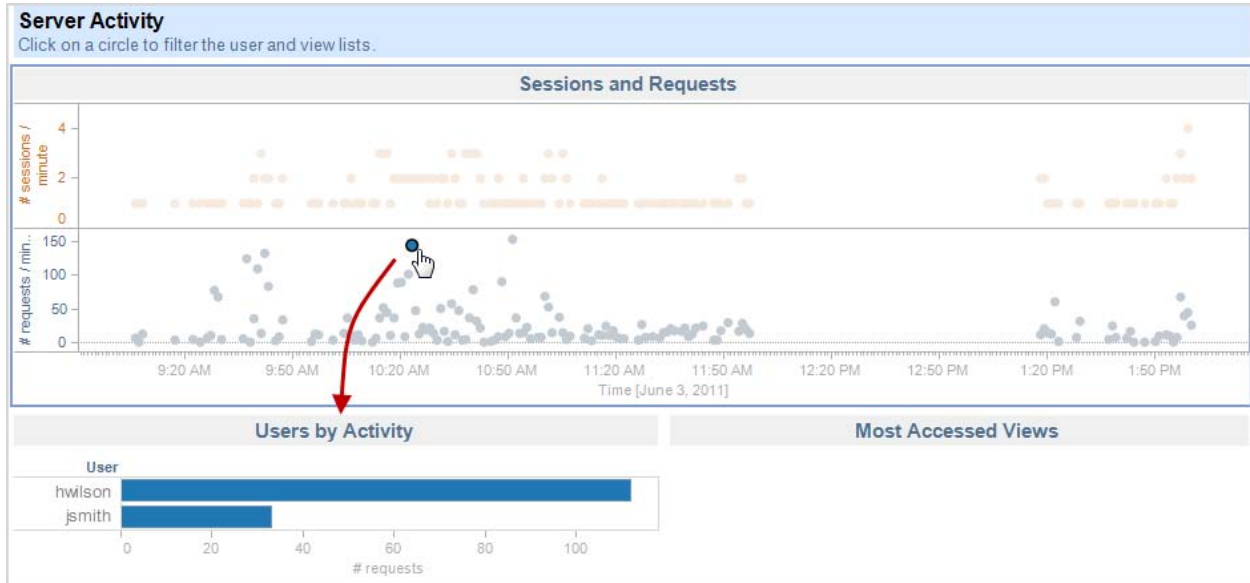 Server Activity
Click on a circle to filter the user and view lists.
Sessions and Requests
# sessions /
minute
4
2
0
# requests / min..
150
100
50
0
9:20 AM 9:50 AM 10:20 AM 10:50 AM 11:20 AM 11:50 AM 12:20 PM 12:50 PM 1:20 PM 1:50 PM
Time [June 3, 2011]
Users by Activity
Most Accessed Views
User
hwilson
jsmith
0 20 40 60 80 100
# requests